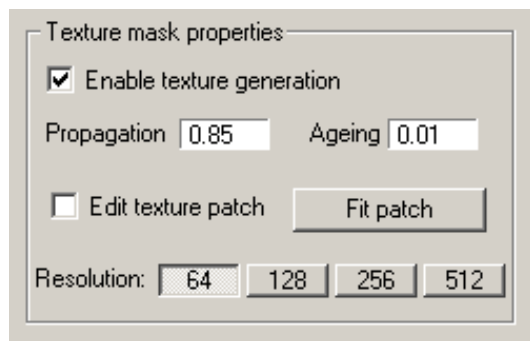 Texture mask properties
Enable texture generation
Propagation 0.85 Ageing 0.01
Edit texture patch Fit patch
Resolution: 64 128 256 512